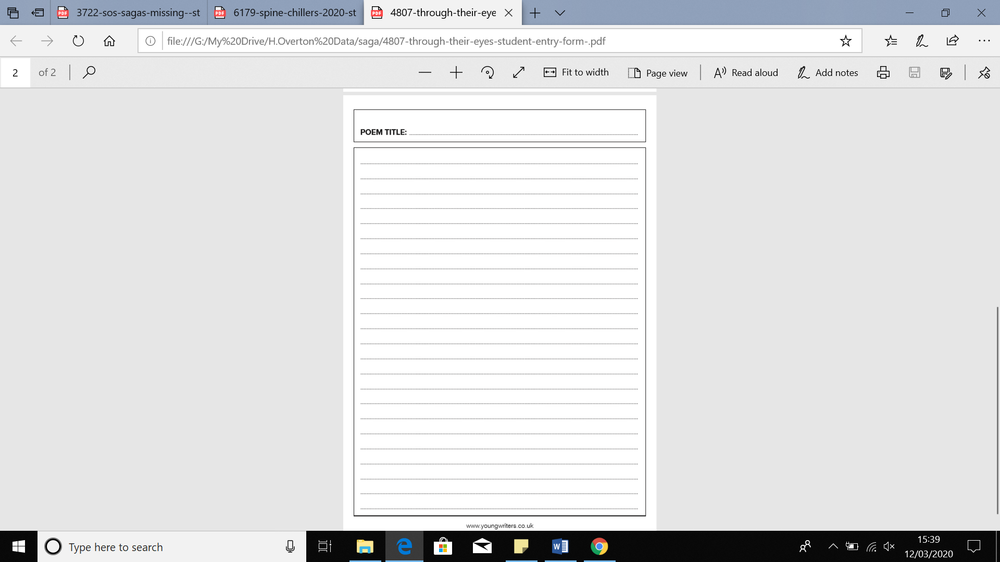 3722-sos-sagas-missing--st
6179-spine-chillers-2020-st
4807-through-their-eye
file:///G:/My%20Drive/H.Overton%20Data/saga/4807-through-their-eyes-student-entry-form-.pdf
2 of 2
Fit to width
Page view
Read aloud
Add notes
POEM TITLE:
www.youngwriters.co.uk
Type here to search
15:39
12/03/2020